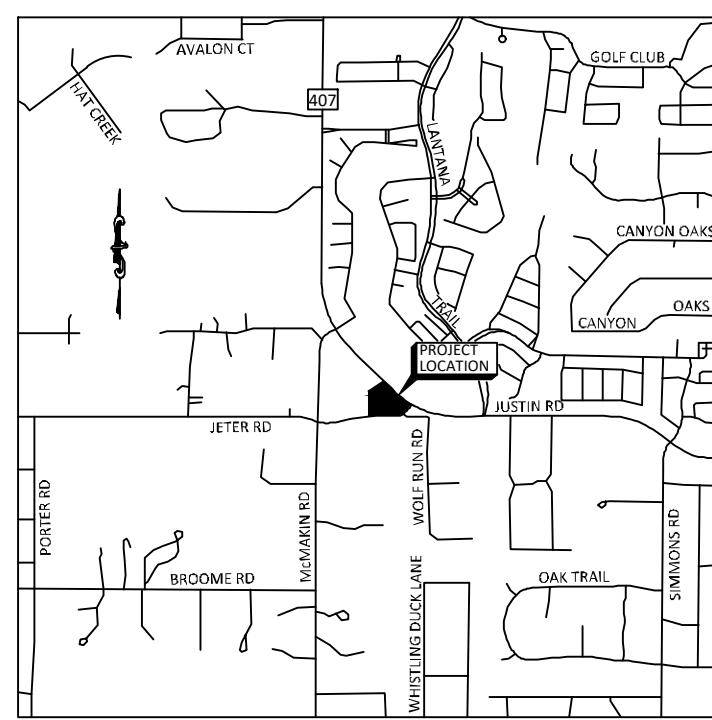 AVALON CT
GOLF CLUB
HAT CREEK
407
LANTANA
CANYON OAKS
TRAIL
CANYON
OAKS
PROJECT
LOCATION
JUSTIN RD
JETER RD
WOLF RUN RD
PORTER RD
McMAKIN RD
SIMMONS RD
BROOME RD
OAK TRAIL
WHISTLING DUCK LANE